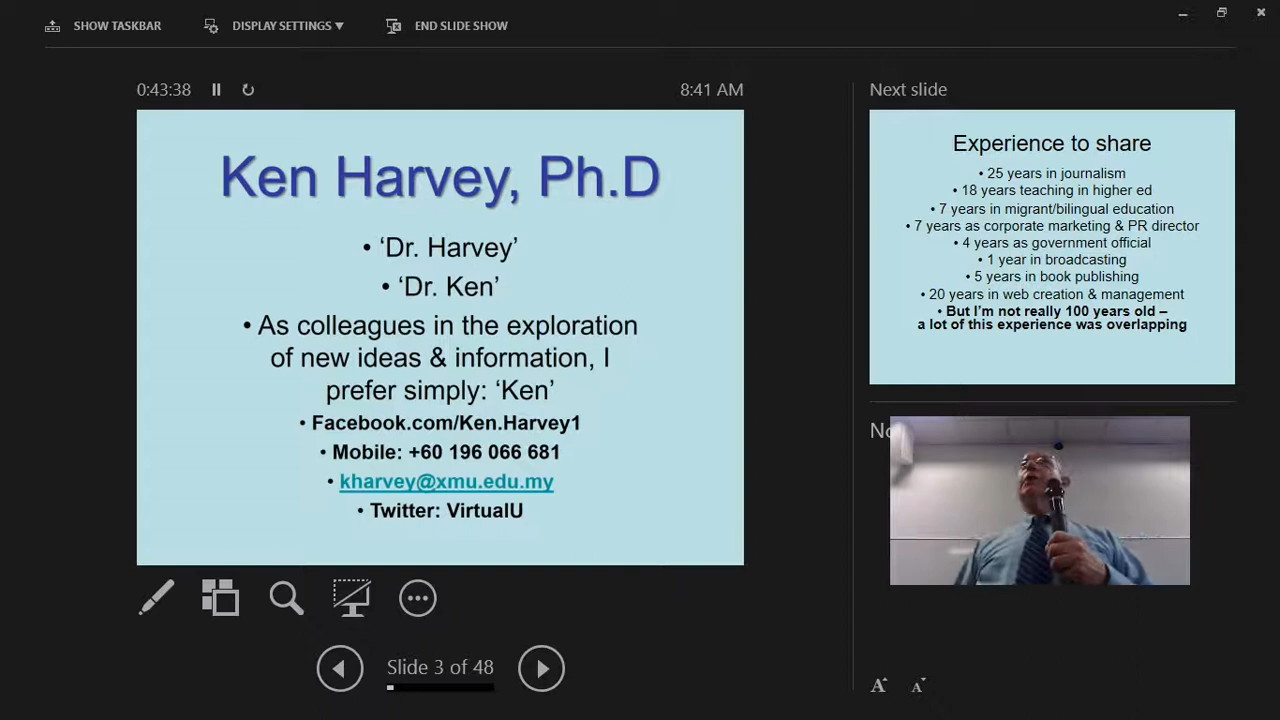 SHOW TASKBAR
DISPLAY SETTINGS ▼
END SLIDE SHOW
0:43:38
8:41 AM
Ken Harvey, Ph.D
• ‘Dr. Harvey’
• ‘Dr. Ken’
• As colleagues in the exploration
of new ideas & information, I
prefer simply: ‘Ken’
• Facebook.com/Ken.Harvey1
• Mobile: +60 196 066 681
• kharvey@xmu.edu.my
• Twitter: VirtualU
Slide 3 of 48
Next slide
Experience to share
• 25 years in journalism
• 18 years teaching in higher ed
• 7 years in migrant/bilingual education
• 7 years as corporate marketing & PR director
• 4 years as government official
• 1 year in broadcasting
• 5 years in book publishing
• 20 years in web creation & management
• But I’m not really 100 years old –
a lot of this experience was overlapping
A A